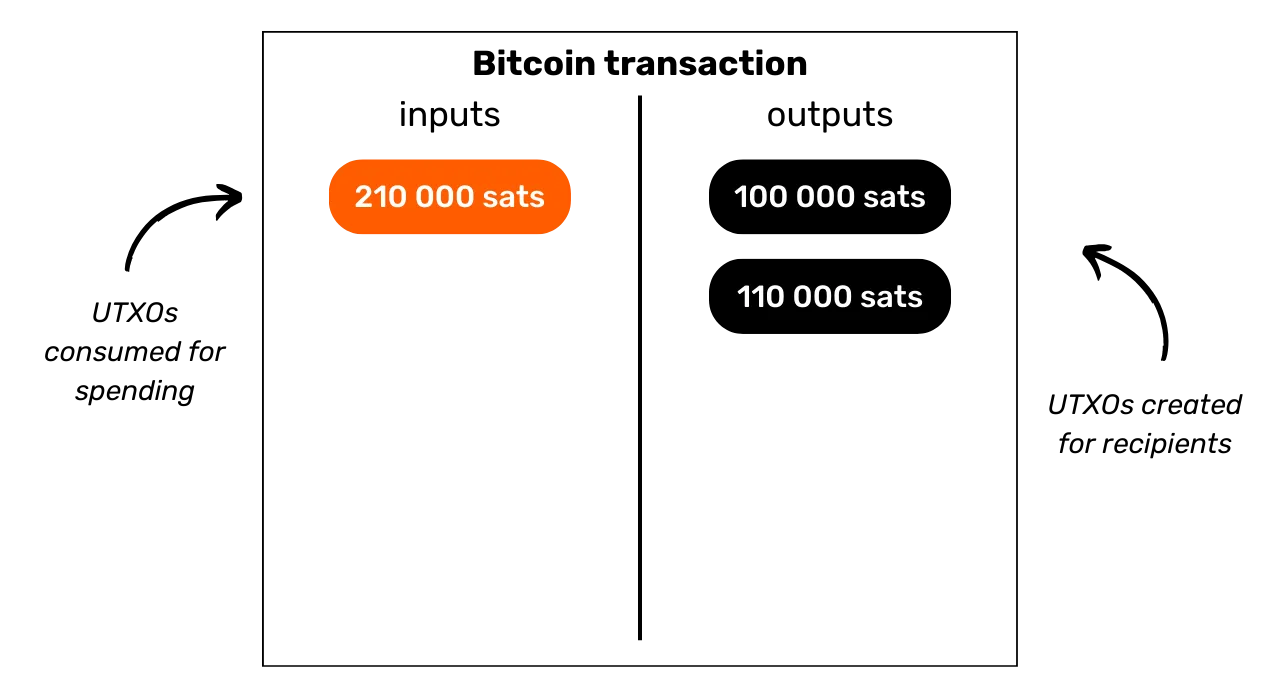 Bitcoin transaction
inputs
outputs
210 000 sats
100 000 sats
110 000 sats
UTXOs
consumed for
spending
UTXOs created
for recipients